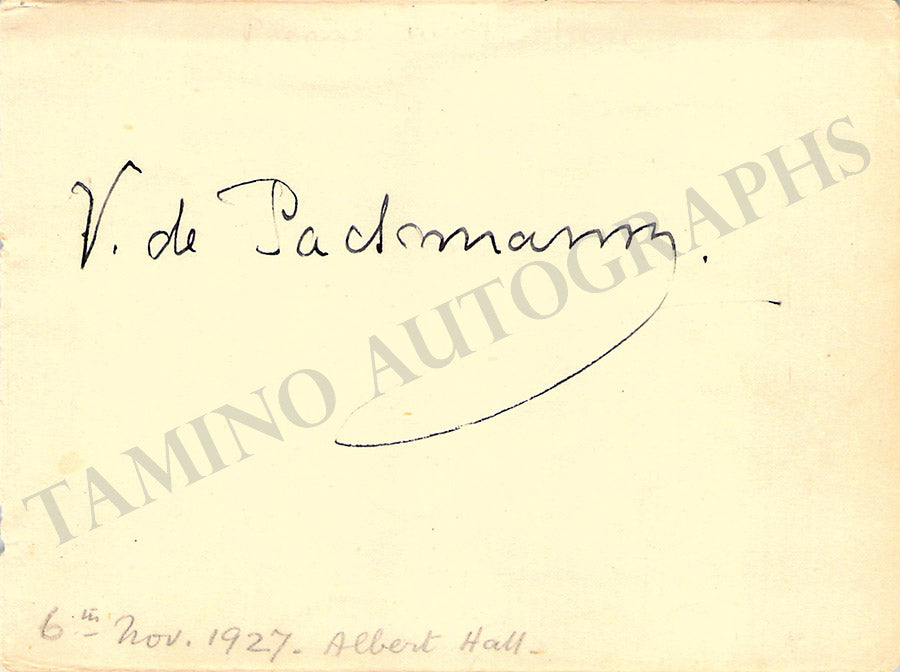 V. de Pachmann.
TAMINO AUTOGRAPHS
6th Nov. 1927. Albert Hall.